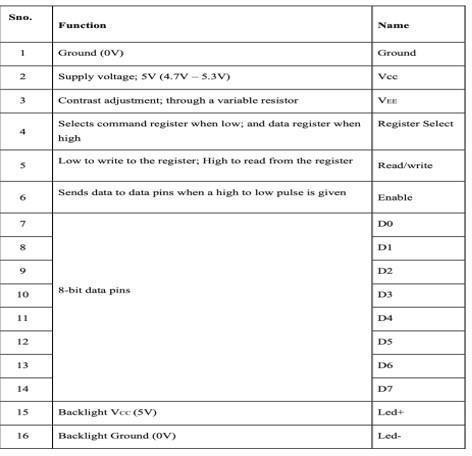 Sno. Function Name
1 Ground (0V) Ground
2 Supply voltage; 5V (4.7V – 5.3V) Vcc
3 Contrast adjustment; through a variable resistor VEE
4 Selects command register when low; and data register when Register Select
high
5 Low to write to the register; High to read from the register Read/write
6 Sends data to data pins when a high to low pulse is given Enable
7 D0
8 D1
9 D2
10 8-bit data pins D3
11 D4
12 D5
13 D6
14 D7
15 Backlight Vcc (5V) Led+
16 Backlight Ground (0V) Led-